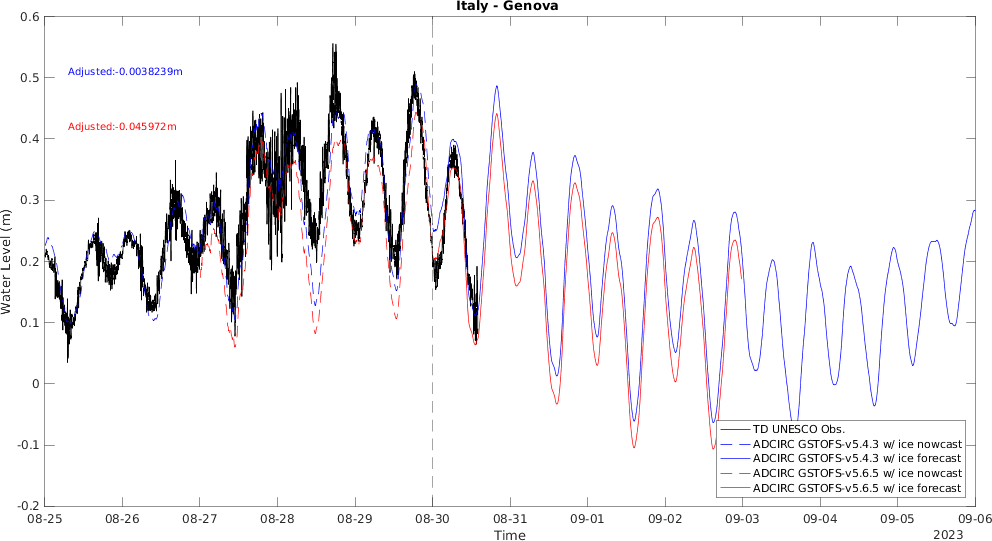 Italy - Genova
0.6
0.5
0.4
0.3
0.2
0.1
0
-0.1
-0.2
Water Level (m)
Adjusted:-0.0038239m
Adjusted:-0.045972m
TD UNESCO Obs.
ADCIRC GSTOFS-v5.4.3 w/ ice nowcast
ADCIRC GSTOFS-v5.4.3 w/ ice forecast
ADCIRC GSTOFS-v5.6.5 w/ ice nowcast
ADCIRC GSTOFS-v5.6.5 w/ ice forecast
08-25 08-26 08-27 08-28 08-29 08-30 08-31 09-01 09-02 09-03 09-04 09-05 09-06
Time
2023